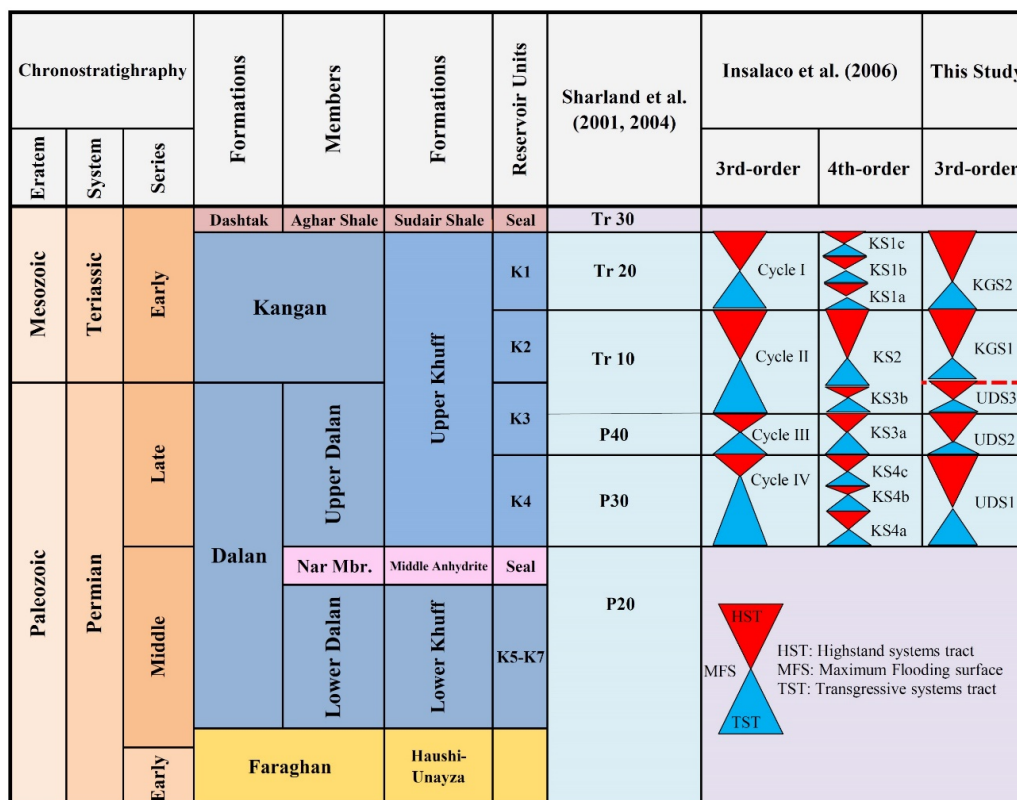 Chronostratighraphy
Eratem
System
Series
Formations
Members
Formations
Reservoir Units
Sharland et al.
(2001, 2004)
Insalaco et al. (2006)
This Study
3rd-order
4th-order
3rd-order
Dashtak
Aghar Shale
Sudair Shale
Seal
Tr 30
Mesozoic
Teriassic
Early
Kangan
Upper Khuff
K1
Tr 20
Cycle I
KS1c
KS1b
KS1a
KGS2
K2
Tr 10
Cycle II
KS2
KS3b
KGS1
UDS3
Paleozoic
Permian
Late
Dalan
Upper Dalan
K3
P40
Cycle III
KS3a
UDS2
K4
P30
Cycle IV
KS4c
KS4b
KS4a
UDS1
Middle
Nar Mbr.
Middle Anhydrite
Seal
P20
Lower Dalan
Lower Khuff
K5-K7
HST
MFS
TST
HST: Highstand systems tract
MFS: Maximum Flooding surface
TST: Transgressive systems tract
Early
Faraghan
Haushi-
Unayza